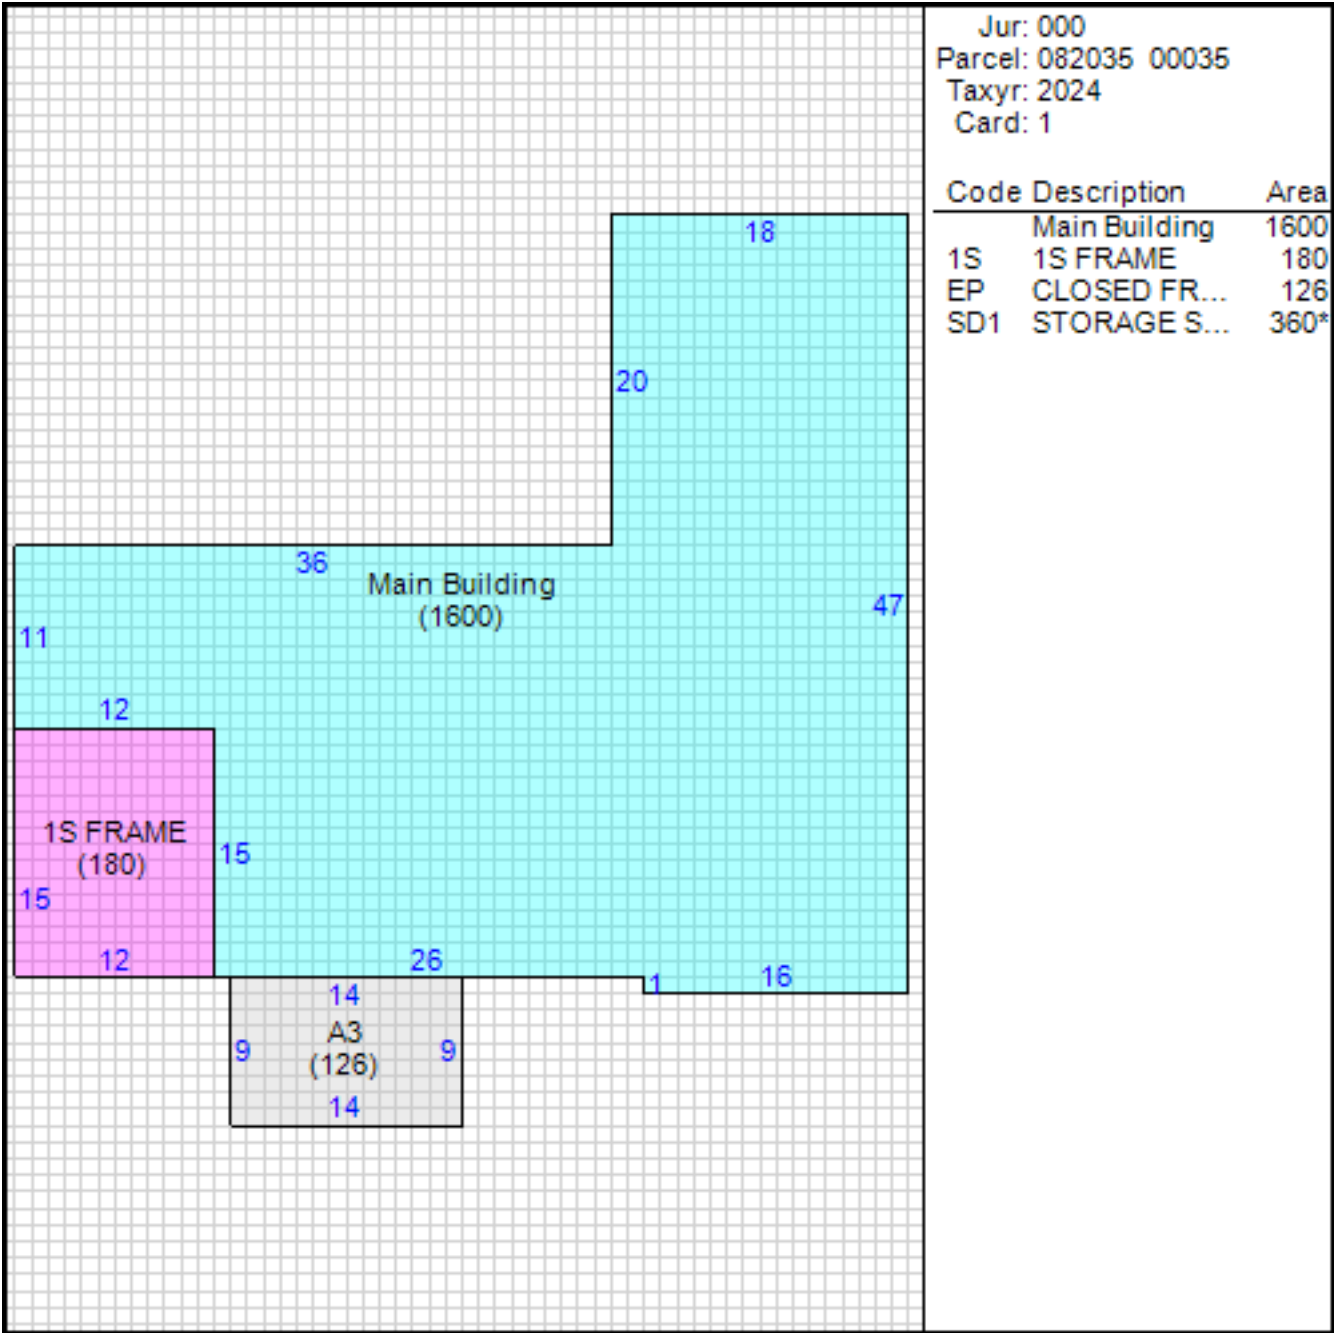 Jur: 000
Parcel: 082035 00035
Taxyr: 2024
Card: 1
Code Description Area
Main Building 1600
1S 1S FRAME 180
EP CLOSED FR... 126
SD1 STORAGE S... 360*
18
20
36
Main Building
(1600)
47
11
12
1S FRAME
(180)
15
15
12
26
1
16
14
A3
(126)
9
9
14